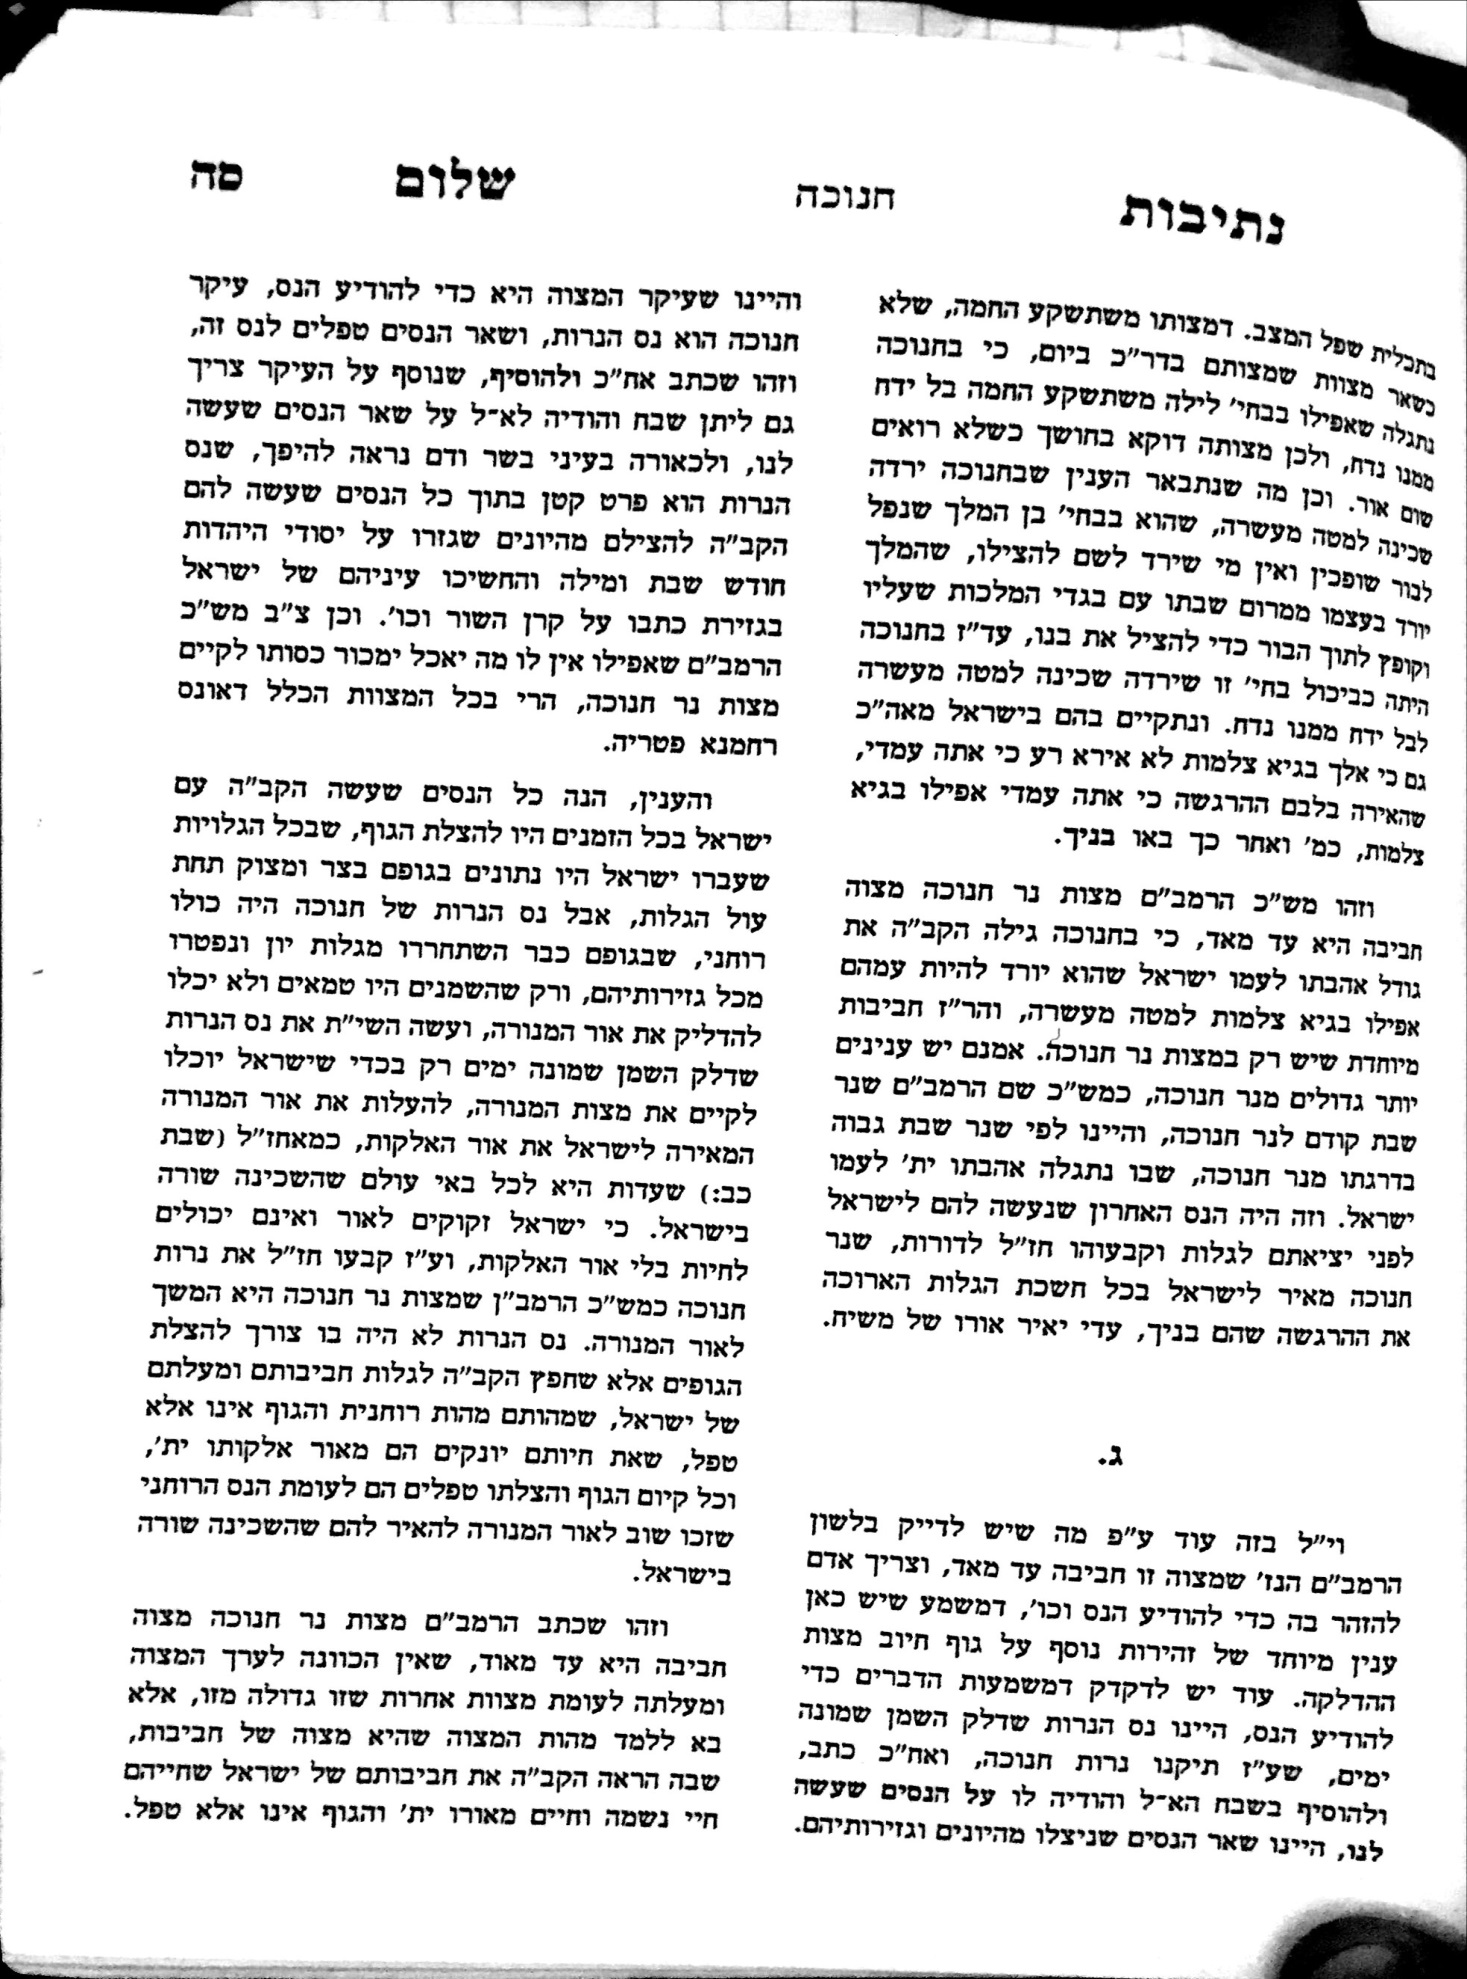 נתיבות
חנוכה
שלום
סה
בתכלית שפל המצב. דמצותו משתשקע החמה, שלא
כשאר מצוות שמצותם בדר״כ ביום, כי בחנוכה
נתגלה שאפילו בבחי׳ לילה משתשקע החמה בל ידח
ממנו נדח, ולכן מצותה דוקא בחושך כשלא רואים
שום אור. וכן מה שנתבאר הענין שבחנוכה ירדה
שכינה למטה מעשרה, שהוא בבחי׳ בן המלך שנפל
לבור שופכין ואין מי שירד לשם להצילו, שהמלך
יורד בעצמו ממרום שבתו עם בגדי המלכות שעליו
וקופץ לתוך הבור כדי להציל את בנו, עד״ז בחנוכה
היתה כביכול בחי׳ זו שירדה שכינה למטה מעשרה
לבל ידח ממנו נדח. ונתקיים בהם בישראל מאה״כ
גם כי אלך בגיא צלמות לא אירא רע כי אתה עמדי,
שהאירה בלבם ההרגשה כי אתה עמדי אפילו בגיא
צלמות, כמ׳ ואחר כך באו בניך.
וזהו מש״כ הרמב״ם מצות נר חנוכה מצוה
חביבה היא עד מאד, כי בחנוכה גילה הקב״ה את
גודל אהבתו לעמו ישראל שהוא יורד להיות עמהם
אפילו בגיא צלמות למטה מעשרה, והר״ז חביבות
מיוחדת שיש רק במצות נר חנוכה. אמנם יש ענינים
יותר גדולים מנר חנוכה, כמש״כ שם הרמב״ם שנר
שבת קודם לנר חנוכה, והיינו לפי שנר שבת גבוה
בדרגתו מנר חנוכה, שבו נתגלה אהבתו ית׳ לעמו
ישראל. וזה היה הנס האחרון שנעשה להם לישראל
לפני יציאתם לגלות וקבעוהו חז״ל לדורות, שנר
חנוכה מאיר לישראל בכל חשכת הגלות הארוכה
את ההרגשה שהם בניך, עדי יאיר אורו של משיח.
ג.
וי״ל בזה עוד ע״פ מה שיש לדייק בלשון
הרמב״ם הנז׳ שמצוה זו חביבה עד מאד, וצריך אדם
להזהר בה כדי להודיע הנס וכו׳, דמשמע שיש כאן
ענין מיוחד של זהירות נוסף על גוף חיוב מצות
ההדלקה. עוד יש לדקדק דמשמעות הדברים כדי
להודיע הנס, היינו נס הנרות שדלק השמן שמונה
ימים, שע״ז תיקנו נרות חנוכה, ואח״כ כתב,
ולהוסיף בשבח הא־ל והודיה לו על הנסים שעשה
לנו, היינו שאר הנסים שניצלו מהיונים וגזירותיהם.
והיינו שעיקר המצוה היא כדי להודיע הנס, עיקר
חנוכה הוא נס הנרות, ושאר הנסים טפלים לנס זה,
וזהו שכתב אח״כ ולהוסיף, שנוסף על העיקר צריך
גם ליתן שבח והודיה לא־ל על שאר הנסים שעשה
לנו, ולכאורה בעיני בשר ודם נראה להיפך, שנס
הנרות הוא פרט קטן בתוך כל הנסים שעשה להם
הקב״ה להצילם מהיונים שגזרו על יסודי היהדות
חודש שבת ומילה והחשיכו עיניהם של ישראל
בגזירת כתבו על קרן השור וכו׳. וכן צ״ב מש״כ
הרמב״ם שאפילו אין לו מה יאכל ימכור כסותו לקיים
מצות נר חנוכה, הרי בכל המצוות הכלל דאונס
רחמנא פטריה.
והענין, הנה כל הנסים שעשה הקב״ה עם
ישראל בכל הזמנים היו להצלת הגוף, שבכל הגלויות
שעברו ישראל היו נתונים בגופם בצר ומצוק תחת
עול הגלות, אבל נס הנרות של חנוכה היה כולו
רוחני, שבגופם כבר השתחררו מגלות יון ונפטרו
מכל גזירותיהם, ורק שהשמנים היו טמאים ולא יכלו
להדליק את אור המנורה, ועשה השי״ת את נס הנרות
שדלק השמן שמונה ימים רק בכדי שישראל יוכלו
לקיים את מצות המנורה, להעלות את אור המנורה
המאירה לישראל את אור האלקות, כמאחז״ל (שבת
כב:) שעדות היא לכל באי עולם שהשכינה שורה
בישראל. כי ישראל זקוקים לאור ואינם יכולים
לחיות בלי אור האלקות, וע״ז קבעו חז״ל את נרות
חנוכה כמש״כ הרמב״ן שמצות נר חנוכה היא המשך
לאור המנורה. נס הנרות לא היה בו צורך להצלת
הגופים אלא שחפץ הקב״ה לגלות חביבותם ומעלתם
של ישראל, שמהותם מהות רוחנית והגוף אינו אלא
טפל, שאת חיותם יונקים הם מאור אלקותו ית׳,
וכל קיום הגוף והצלתו טפלים הם לעומת הנס הרוחני
שזכו שוב לאור המנורה להאיר להם שהשכינה שורה
בישראל.
וזהו שכתב הרמב״ם מצות נר חנוכה מצוה
חביבה היא עד מאוד, שאין הכוונה לערך המצוה
ומעלתה לעומת מצוות אחרות שזו גדולה מזו, אלא
בא ללמד מהות המצוה שהיא מצוה של חביבות,
שבה הראה הקב״ה את חביבותם של ישראל שחייהם
חיי נשמה וחיים מאורו ית׳ והגוף אינו אלא טפל.